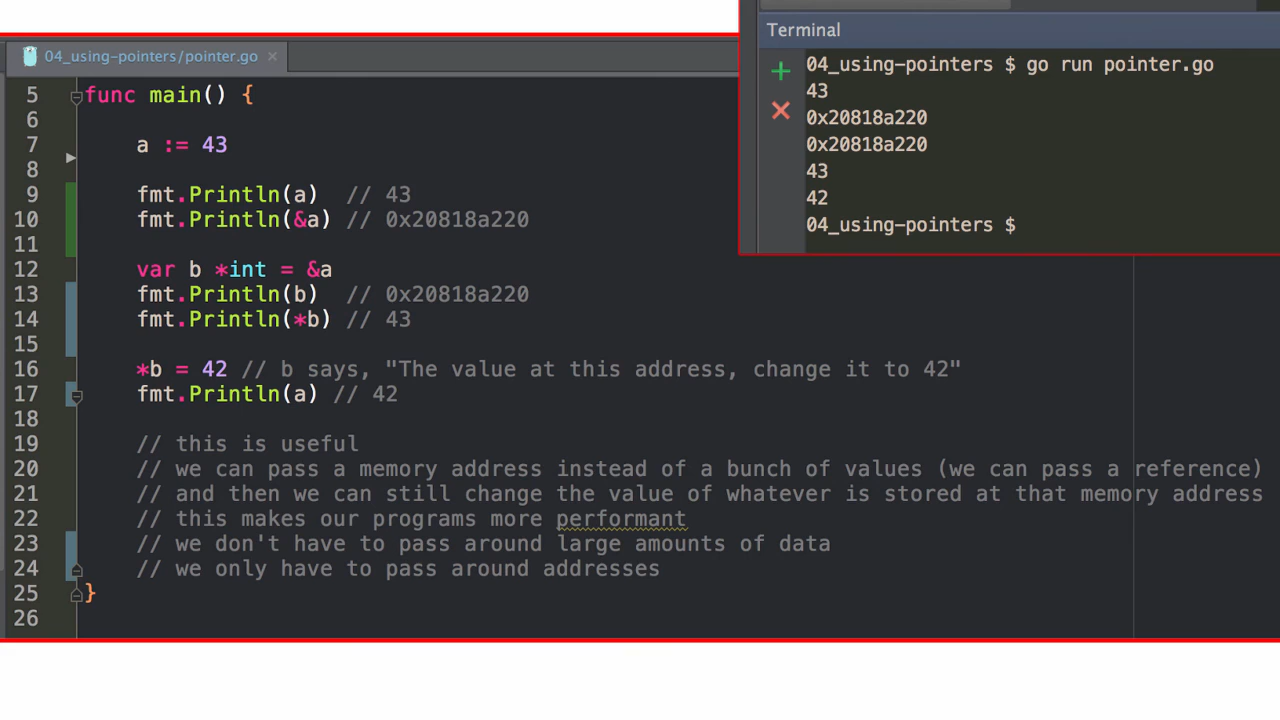 04_using-pointers/pointer.go ×
5 func main() {
6
7 a := 43
8
9 fmt.Println(a) // 43
10 fmt.Println(&a) // 0x20818a220
11
12 var b *int = &a
13 fmt.Println(b) // 0x20818a220
14 fmt.Println(*b) // 43
15
16 *b = 42 // b says, "The value at this address, change it to 42"
17 fmt.Println(a) // 42
18
19 // this is useful
20 // we can pass a memory address instead of a bunch of values (we can pass a reference)
21 // and then we can still change the value of whatever is stored at that memory address
22 // this makes our programs more performant
23 // we don't have to pass around large amounts of data
24 // we only have to pass around addresses
25 }
26
Terminal
04_using-pointers $ go run pointer.go
43
0x20818a220
0x20818a220
43
42
04_using-pointers $